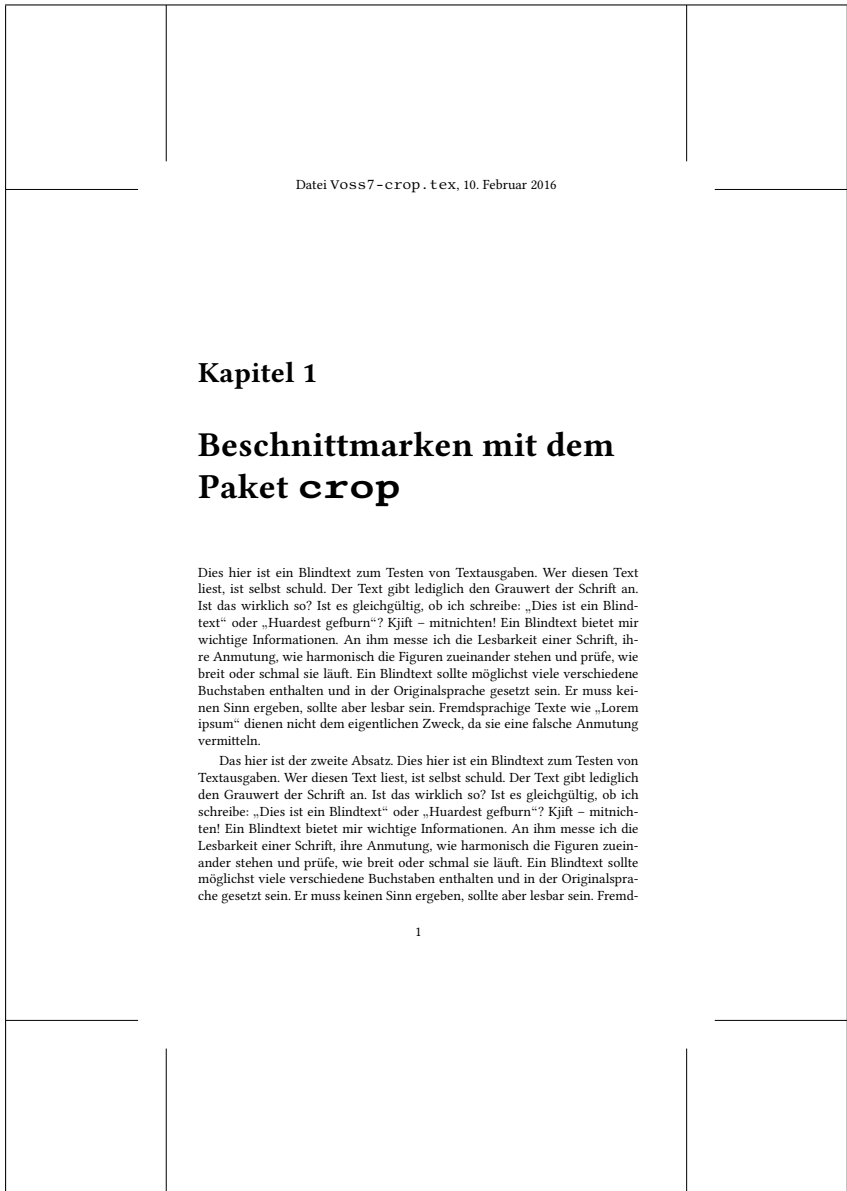 Datei Voss7-crop.tex, 10. Februar 2016
Kapitel 1
Beschnittmarken mit dem
Paket crop
Dies hier ist ein Blindtext zum Testen von Textausgaben. Wer diesen Text
liest, ist selbst schuld. Der Text gibt lediglich den Grauwert der Schrift an.
Ist das wirklich so? Ist es gleichgültig, ob ich schreibe: „Dies ist ein Blind-
text“ oder „Huardest gefburn“? Kjift – mitnichten! Ein Blindtext bietet mir
wichtige Informationen. An ihm messe ich die Lesbarkeit einer Schrift, ih-
re Anmutung, wie harmonisch die Figuren zueinander stehen und prüfe, wie
breit oder schmal sie läuft. Ein Blindtext sollte möglichst viele verschiedene
Buchstaben enthalten und in der Originalsprache gesetzt sein. Er muss kei-
nen Sinn ergeben, sollte aber lesbar sein. Fremdsprachige Texte wie „Lorem
ipsum“ dienen nicht dem eigentlichen Zweck, da sie eine falsche Anmutung
vermitteln.
Das hier ist der zweite Absatz. Dies hier ist ein Blindtext zum Testen von
Textausgaben. Wer diesen Text liest, ist selbst schuld. Der Text gibt lediglich
den Grauwert der Schrift an. Ist das wirklich so? Ist es gleichgültig, ob ich
schreibe: „Dies ist ein Blindtext“ oder „Huardest gefburn“? Kjift – mitnich-
ten! Ein Blindtext bietet mir wichtige Informationen. An ihm messe ich die
Lesbarkeit einer Schrift, ihre Anmutung, wie harmonisch die Figuren zuein-
ander stehen und prüfe, wie breit oder schmal sie läuft. Ein Blindtext sollte
möglichst viele verschiedene Buchstaben enthalten und in der Originalspra-
che gesetzt sein. Er muss keinen Sinn ergeben, sollte aber lesbar sein. Fremd-
1